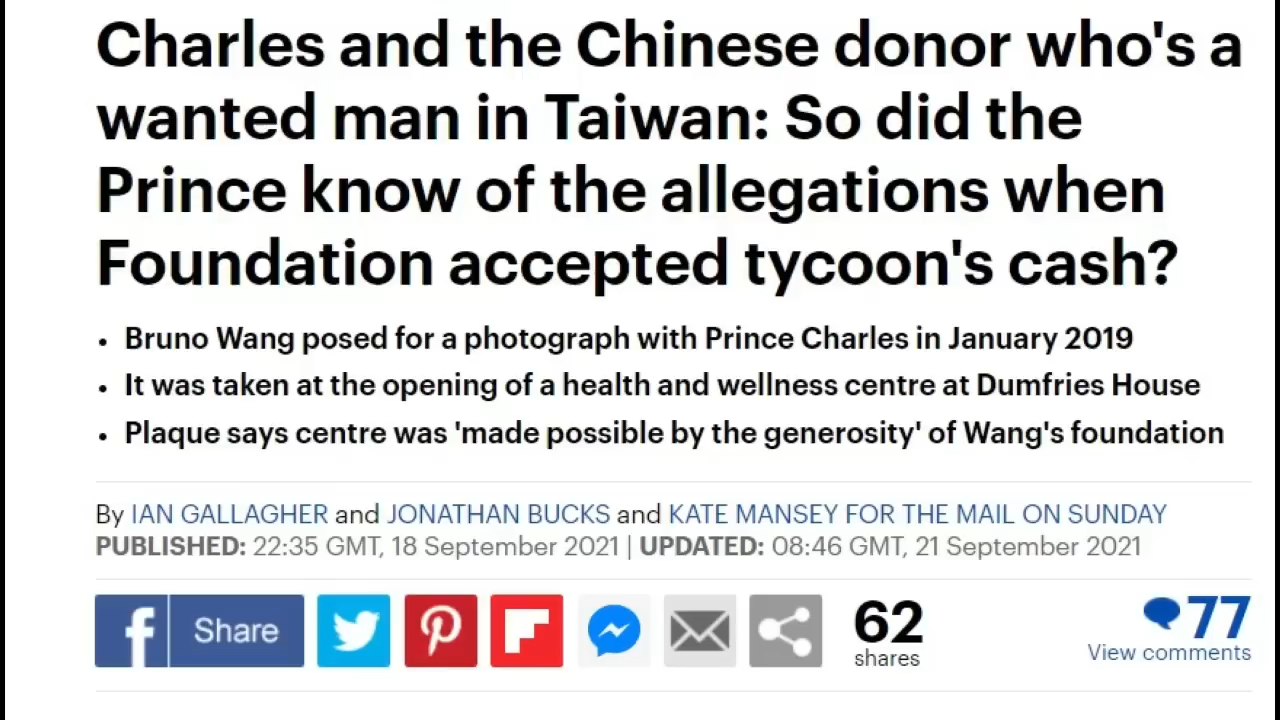 Charles and the Chinese donor who's a
wanted man in Taiwan: So did the
Prince know of the allegations when
Foundation accepted tycoon's cash?
• Bruno Wang posed for a photograph with Prince Charles in January 2019
• It was taken at the opening of a health and wellness centre at Dumfries House
• Plaque says centre was 'made possible by the generosity' of Wang's foundation
By IAN GALLAGHER and JONATHAN BUCKS and KATE MANSEY FOR THE MAIL ON SUNDAY
PUBLISHED: 22:35 GMT, 18 September 2021 | UPDATED: 08:46 GMT, 21 September 2021
f Share
62
shares
77
View comments